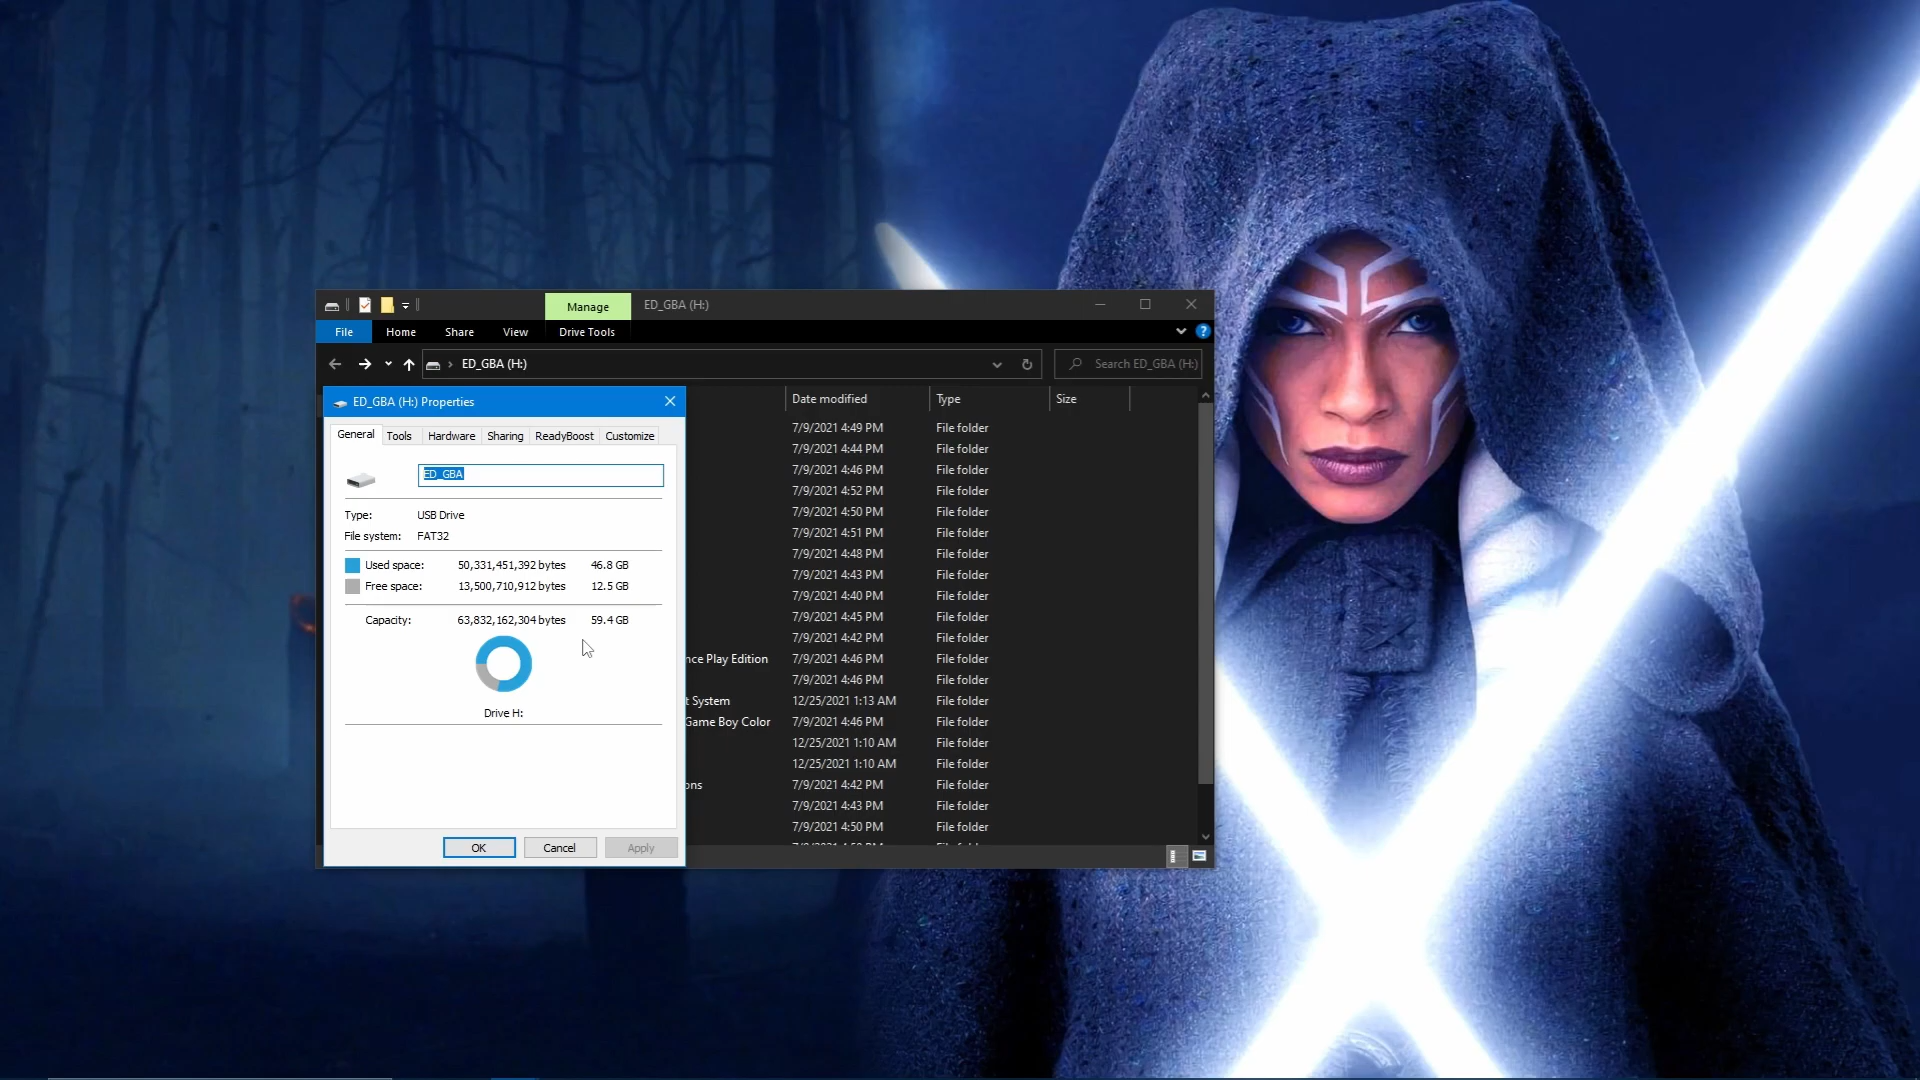 Manage
ED_GBA (H:)
File
Home
Share
View
Drive Tools
?
ED_GBA (H:)
Search ED_GBA (H:)
ED_GBA (H:) Properties
General
Tools
Hardware
Sharing
ReadyBoost
Customize
ED_GBA
Type: USB Drive
File system: FAT32
Used space: 50,331,451,392 bytes 46.8 GB
Free space: 13,500,710,912 bytes 12.5 GB
Capacity: 63,832,162,304 bytes 59.4 GB
Drive H:
OK
Cancel
Apply
Date modified Type Size
7/9/2021 4:49 PM File folder
7/9/2021 4:44 PM File folder
7/9/2021 4:46 PM File folder
7/9/2021 4:52 PM File folder
7/9/2021 4:50 PM File folder
7/9/2021 4:51 PM File folder
7/9/2021 4:48 PM File folder
7/9/2021 4:43 PM File folder
7/9/2021 4:40 PM File folder
7/9/2021 4:45 PM File folder
7/9/2021 4:42 PM File folder
nce Play Edition 7/9/2021 4:46 PM File folder
7/9/2021 4:46 PM File folder
t System 12/25/2021 1:13 AM File folder
Game Boy Color 7/9/2021 4:46 PM File folder
12/25/2021 1:10 AM File folder
12/25/2021 1:10 AM File folder
ons 7/9/2021 4:42 PM File folder
7/9/2021 4:43 PM File folder
7/9/2021 4:50 PM File folder